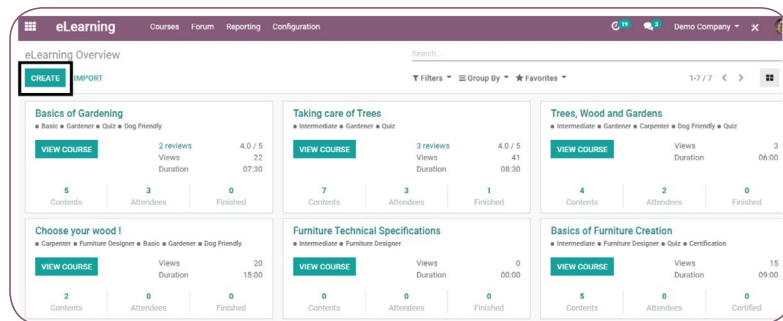 eLearning Courses Forum Reporting Configuration 19 3 Demo Company
eLearning Overview Search...
CREATE IMPORT Filters Group By Favorites 1-7 / 7
Basics of Gardening
Basic Gardener Quiz Dog Friendly
VIEW COURSE 2 reviews 4.0 / 5
Views 22
Duration 07:30
5 3 0
Contents Attendees Finished
Taking care of Trees
Intermediate Gardener Quiz
VIEW COURSE 3 reviews 4.0 / 5
Views 41
Duration 08:30
7 3 1
Contents Attendees Finished
Trees, Wood and Gardens
Intermediate Gardener Carpenter Dog Friendly Quiz
VIEW COURSE Views 3
Duration 06:00
4 2 0
Contents Attendees Finished
Choose your wood !
Carpenter Furniture Designer Basic Gardener Dog Friendly
VIEW COURSE Views 20
Duration 15:00
2 0 0
Contents Attendees Finished
Furniture Technical Specifications
Intermediate Furniture Designer
VIEW COURSE Views 0
Duration 00:00
0 0 0
Contents Attendees Finished
Basics of Furniture Creation
Intermediate Furniture Designer Quiz Certification
VIEW COURSE Views 15
Duration 09:00
5 0 0
Contents Attendees Certified